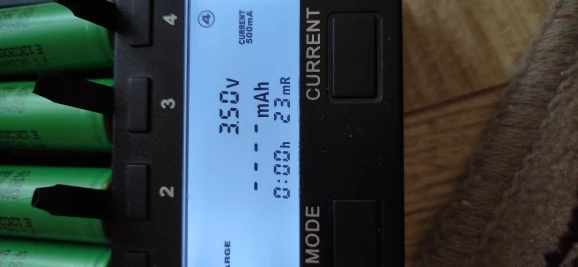 4
3
2
④ CURRENT
500mA
3.50V
- - - - mAh
0:00h 23mR
ARGE
CURRENT
MODE